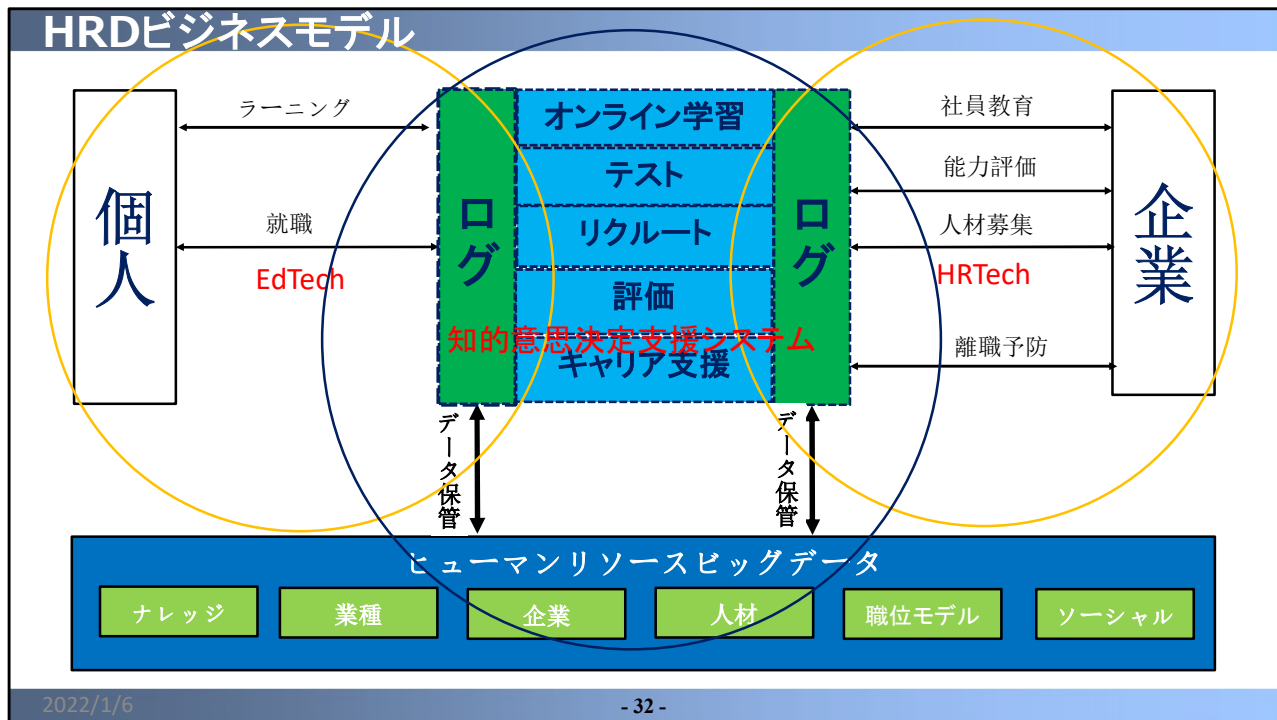 HRDビジネスモデル
個人
ラーニング
就職
EdTech
ログ
オンライン学習
テスト
リクルート
評価
知的意思決定支援システム
キャリア支援
ログ
社員教育
能力評価
人材募集
HRTech
離職予防
企業
データ保管
データ保管
ヒューマンリソースビッグデータ
ナレッジ
業種
企業
人材
職位モデル
ソーシャル
2022/1/6
- 32 -